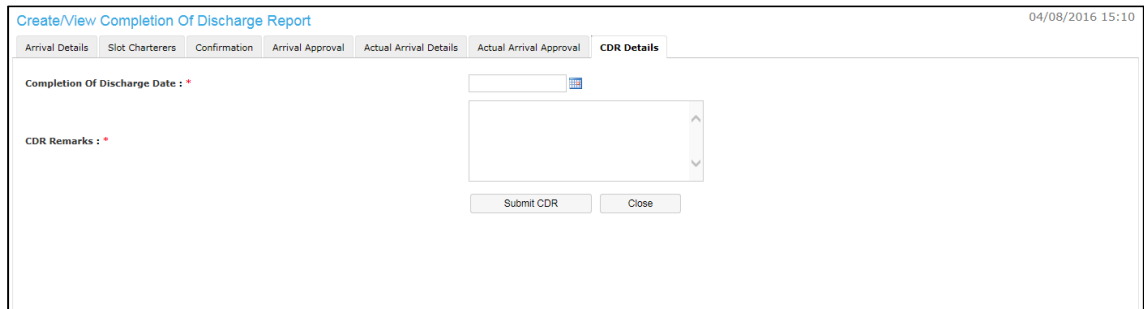 Create/View Completion Of Discharge Report 04/08/2016 15:10
Arrival Details Slot Charterers Confirmation Arrival Approval Actual Arrival Details Actual Arrival Approval CDR Details
Completion Of Discharge Date : *
CDR Remarks : *
Submit CDR Close